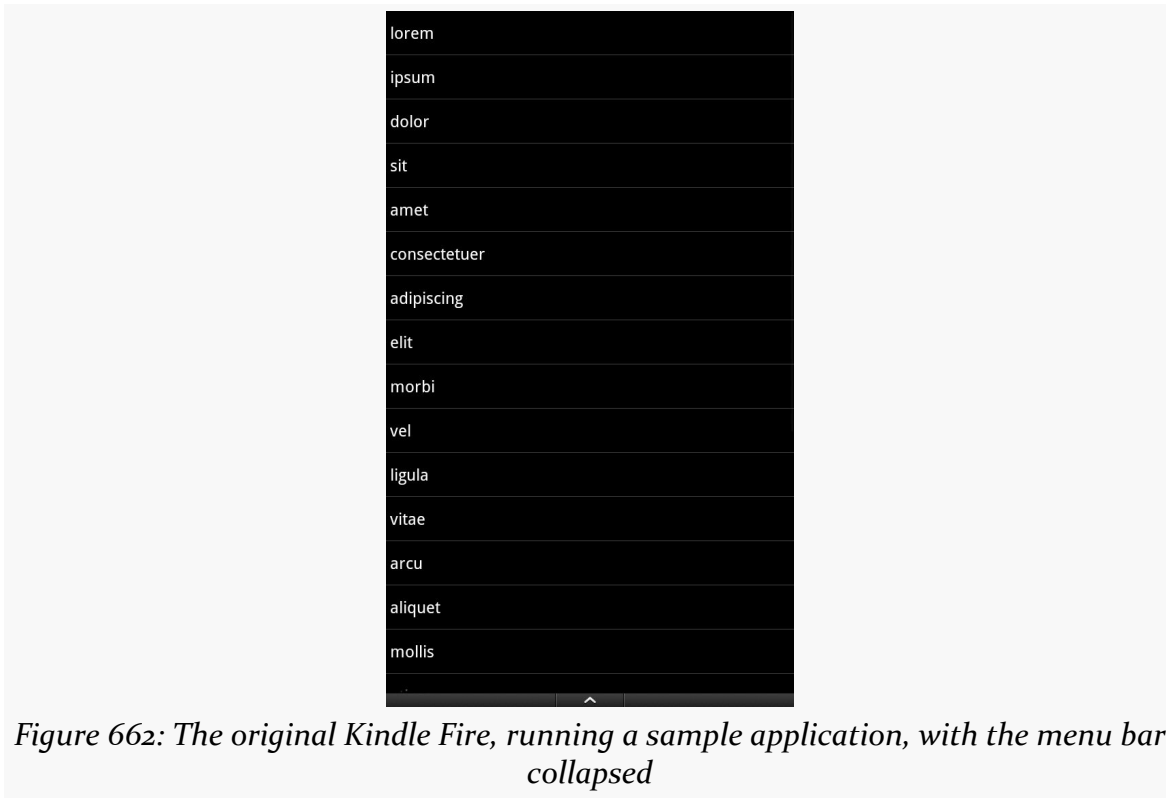 lorem
ipsum
dolor
sit
amet
consectetuer
adipiscing
elit
morbi
vel
ligula
vitae
arcu
aliquet
mollis
Figure 662: The original Kindle Fire, running a sample application, with the menu bar
collapsed